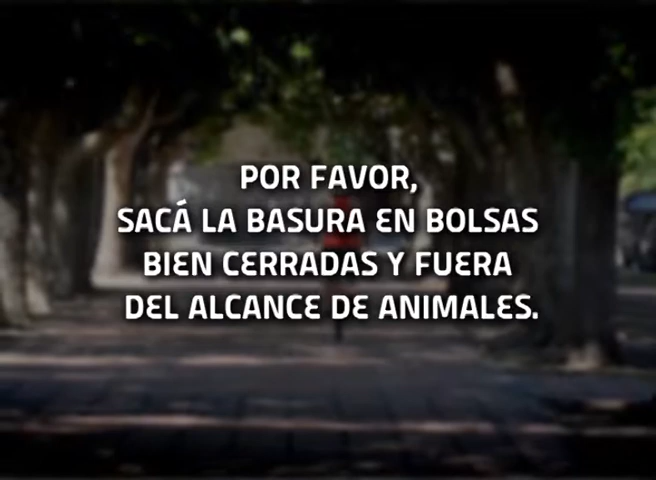 POR FAVOR,
SACÁ LA BASURA EN BOLSAS
BIEN CERRADAS Y FUERA
DEL ALCANCE DE ANIMALES.